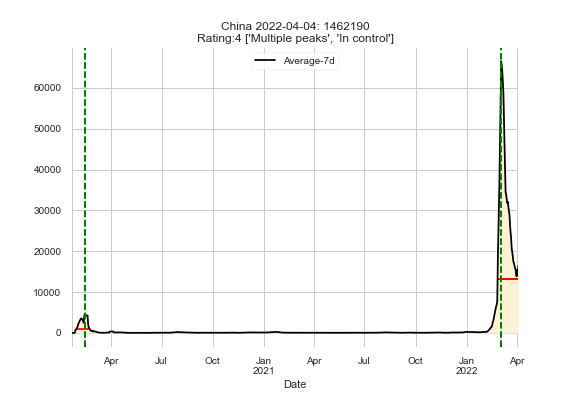 China 2022-04-04: 1462190
Rating:4 ['Multiple peaks', 'In control']
Average-7d
60000
50000
40000
30000
20000
10000
0
Apr Jul Oct Jan Apr Jul Oct Jan Apr
2021 2022
Date